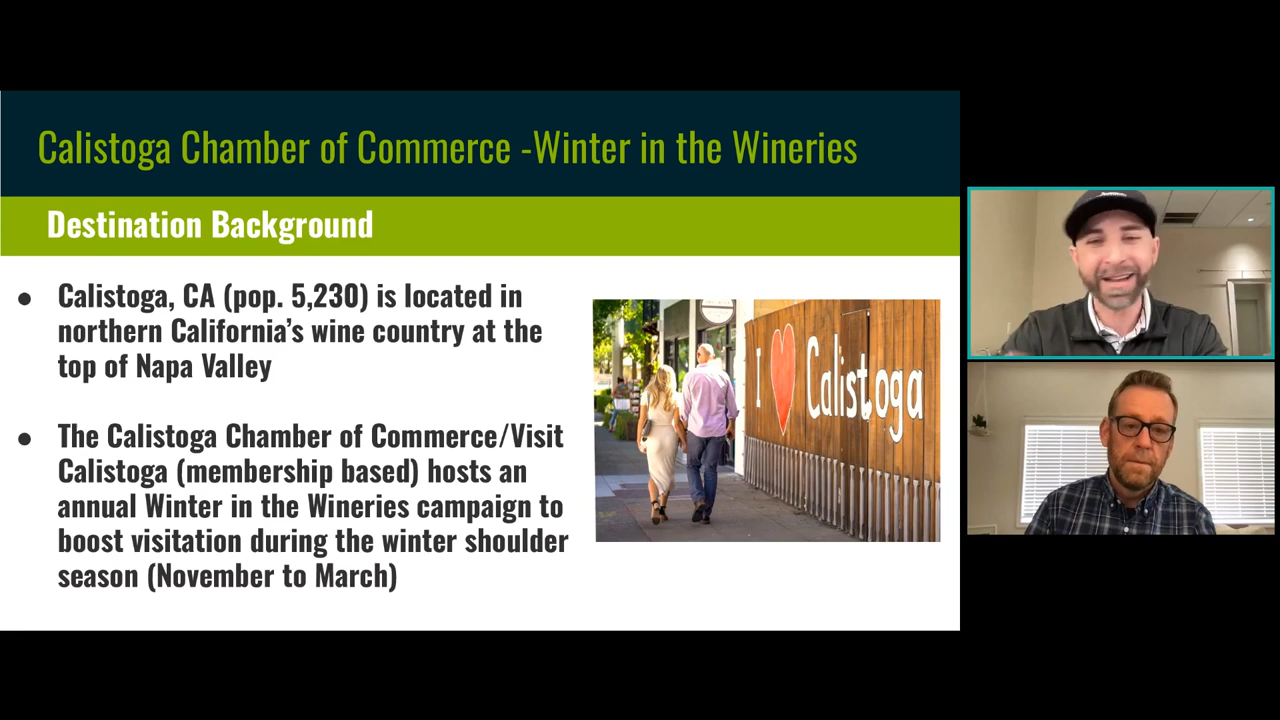 Calistoga Chamber of Commerce -Winter in the Wineries
Destination Background
● Calistoga, CA (pop. 5,230) is located in
northern California’s wine country at the
top of Napa Valley
● The Calistoga Chamber of Commerce/Visit
Calistoga (membership based) hosts an
annual Winter in the Wineries campaign to
boost visitation during the winter shoulder
season (November to March)
I ❤ Calistoga